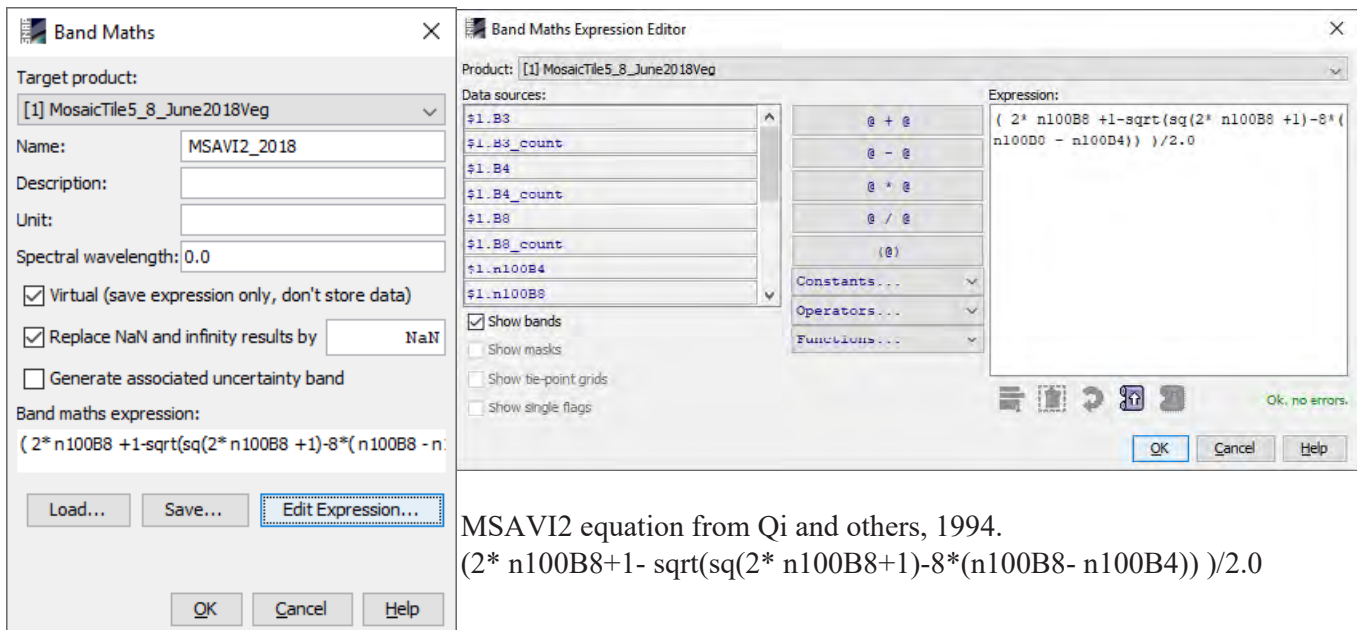 Band Maths
Target product:
[1] MosaicTile5_8_June2018Veg
Name:
MSAVI2_2018
Description:
Unit:
Spectral wavelength: 0.0
Virtual (save expression only, don't store data)
Replace NaN and infinity results by NaN
Generate associated uncertainty band
Band maths expression:
( 2* n100B8 +1-sqrt(sq(2* n100B8 +1)-8*( n100B8 - n1
Load...
Save...
Edit Expression...
OK
Cancel
Help
Band Maths Expression Editor
Product: [1] MosaicTile5_8_June2018Veg
Data sources:
$1.B3
$1.B3_count
$1.B4
$1.B4_count
$1.B8
$1.B8_count
$1.n100B4
$1.n100B8
Show bands
Show masks
Show tie-point grids
Show single flags
@ + @
@ - @
@ * @
@ / @
(@)
Constants...
Operators...
Functions...
Expression:
( 2* n100B8 +1-sqrt(sq(2* n100B8 +1)-8*(
n100B8 - n100B4)) )/2.0
Ok, no errors.
OK
Cancel
Help
MSAVI2 equation from Qi and others, 1994.
(2* n100B8+1- sqrt(sq(2* n100B8+1)-8*(n100B8- n100B4)) )/2.0